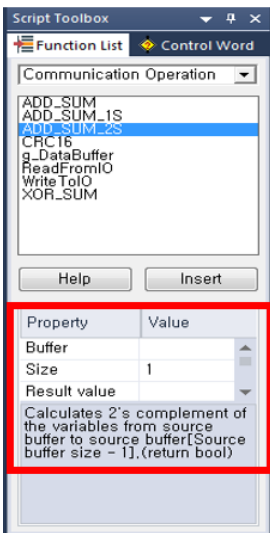 Script Toolbox
Function List Control Word
Communication Operation
ADD_SUM
ADD_SUM_1S
ADD_SUM_2S
CRC16
g_DataBuffer
ReadFromIO
WriteToIO
XOR_SUM
Help Insert
Property Value
Buffer
Size 1
Result value
Calculates 2's complement of
the variables from source
buffer to source buffer[Source
buffer size - 1],(return bool)